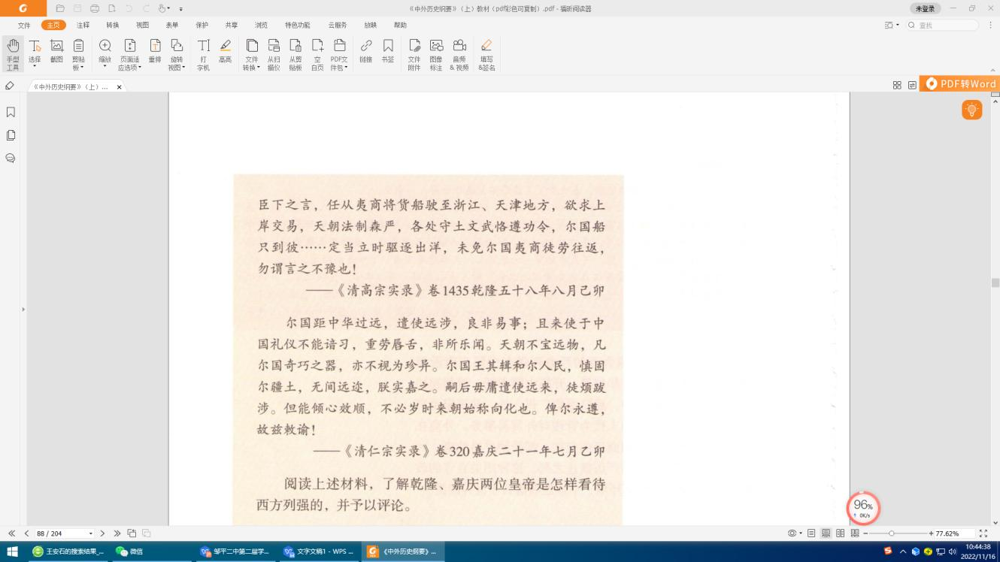 《中外历史纲要》（上）教材（pdf彩色可复制）.pdf - 福昕阅读器
未登录
文件 主页 注释 转换 视图 表单 保护 共享 浏览 特色功能 云服务 放映 帮助
查找
手型工具 选择 截图 剪贴板 缩放 页面适应选项 重排 旋转视图 打字机 高亮 文件转换 从扫描仪 从剪贴板 空白页 PDF文件包 链接 书签 文件附件 图像标注 音频&视频 填写&签名
《中外历史纲要》（上）...
PDF转Word
臣下之言，任从夷商将货船驶至浙江、天津地方，欲求上
岸交易，天朝法制森严，各处守土文武恪遵功令，尔国船
只到彼……定当立时驱逐出洋，未免尔国夷商徒劳往返，
勿谓言之不豫也！
——《清高宗实录》卷1435乾隆五十八年八月己卯
尔国距中华过远，遣使远涉，良非易事；且来使于中
国礼仪不能谙习，重劳唇舌，非所乐闻。天朝不宝远物，凡
尔国奇巧之器，亦不视为珍异。尔国王其辑和尔人民，慎固
尔疆土，无间远迩，朕实嘉之。嗣后毋庸遣使远来，徒烦跋
涉。但能倾心效顺，不必岁时来朝始称向化也。俾尔永遵，
故兹敕谕！
——《清仁宗实录》卷320嘉庆二十一年七月乙卯
阅读上述材料，了解乾隆、嘉庆两位皇帝是怎样看待
西方列强的，并予以评论。
96%
0K/s
88 / 204
77.62%
王安石的搜索结果_...
微信
邹平二中第二届学...
文字文稿1 - WPS ...
《中外历史纲要》...
10:44:38
2022/11/16